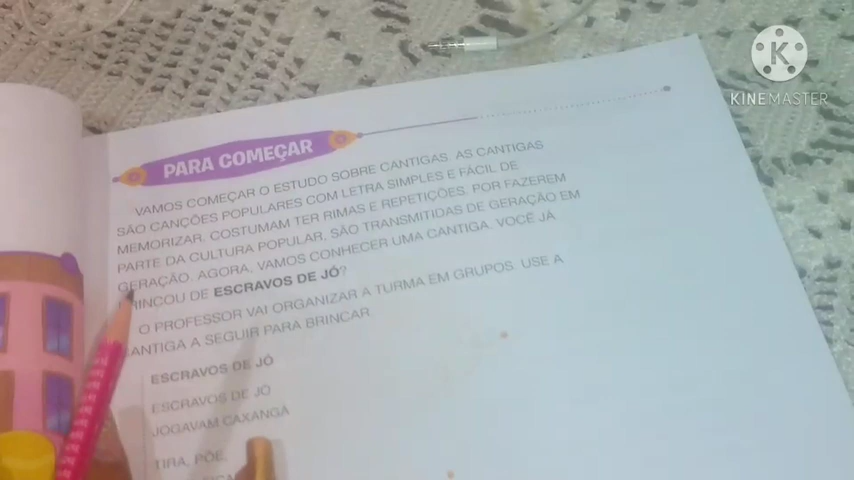 PARA COMEÇAR
VAMOS COMEÇAR O ESTUDO SOBRE CANTIGAS. AS CANTIGAS
SÃO CANÇÕES POPULARES COM LETRA SIMPLES E FÁCIL DE
MEMORIZAR. COSTUMAM TER RIMAS E REPETIÇÕES. POR FAZEREM
PARTE DA CULTURA POPULAR, SÃO TRANSMITIDAS DE GERAÇÃO EM
GERAÇÃO. AGORA, VAMOS CONHECER UMA CANTIGA. VOCÊ JÁ
DE ESCRAVOS DE JÓ?
O PROFESSOR VAI ORGANIZAR A TURMA EM GRUPOS. USE A
CANTIGA A SEGUIR PARA BRINCAR.
ESCRAVOS DE JÓ
ESCRAVOS DE JÓ
JOGAVAM CAXANGÁ
TIRA, PÕE,
KINEMASTER